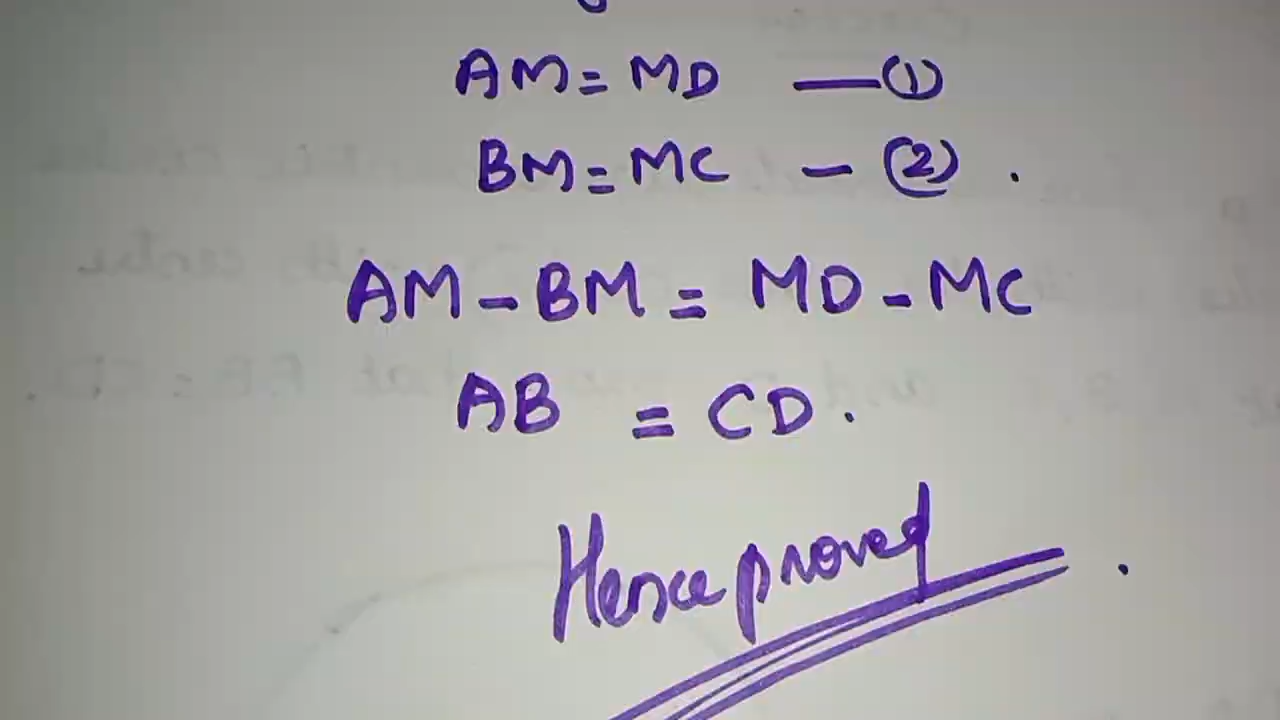 AM = MD —(1)
BM = MC — (2) .
AM - BM = MD - MC
AB = CD.
Hence proved .